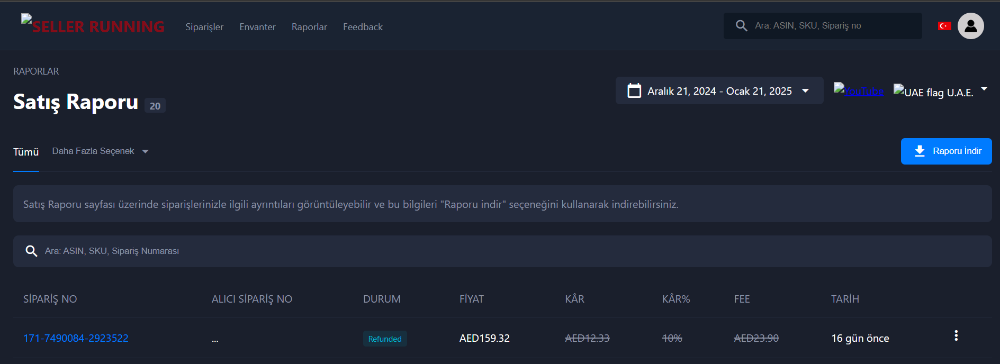 SELLER RUNNING Siparişler Envanter Raporlar Feedback Ara: ASIN, SKU, Sipariş no
RAPORLAR
Satış Raporu 20
Aralık 21, 2024 - Ocak 21, 2025 YouTube UAE flag U.A.E.
Tümü Daha Fazla Seçenek Raporu İndir
Satış Raporu sayfası üzerinde siparişlerinizle ilgili ayrıntıları görüntüleyebilir ve bu bilgileri "Raporu indir" seçeneğini kullanarak indirebilirsiniz.
Ara: ASIN, SKU, Sipariş Numarası
SİPARİŞ NO ALICI SİPARİŞ NO DURUM FİYAT KÂR KÂR% FEE TARİH
171-7490084-2923522 ... Refunded AED159.32 AED12.33 10% AED23.90 16 gün önce